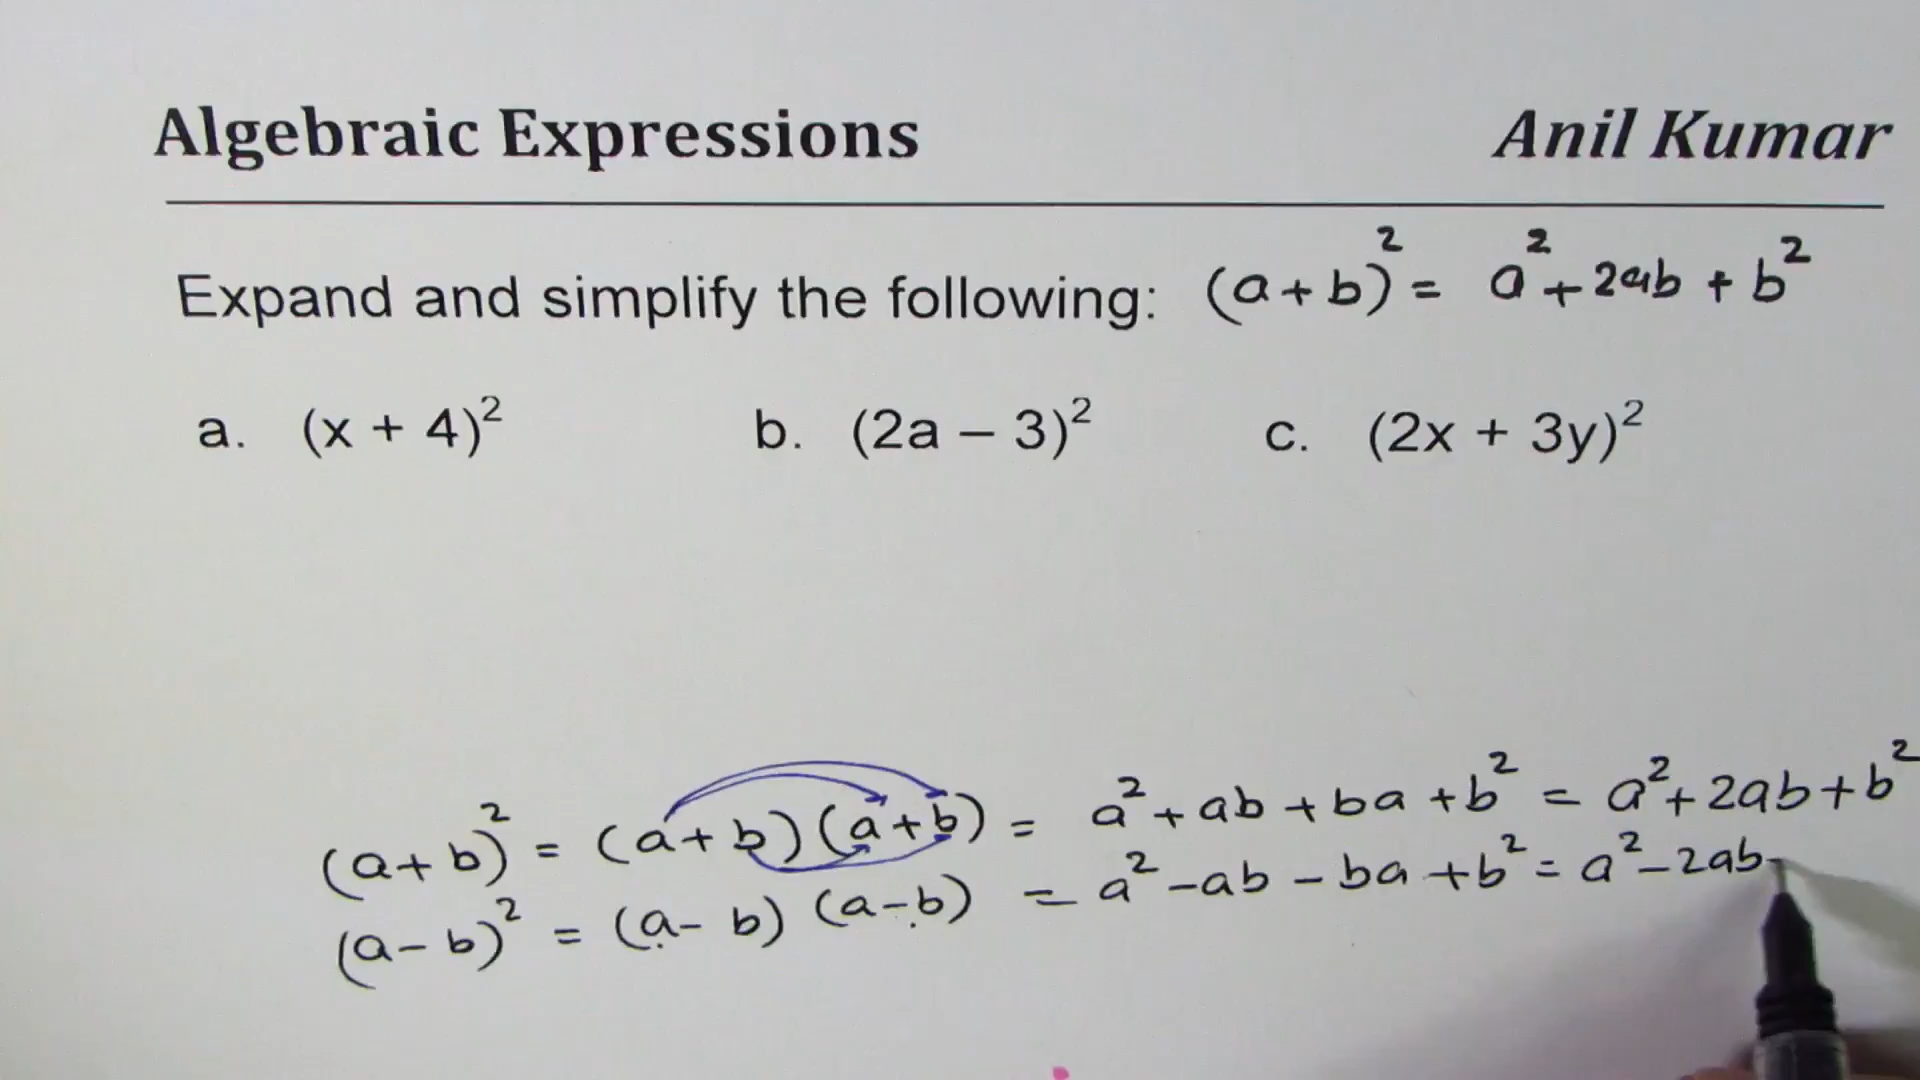 Algebraic Expressions Anil Kumar
Expand and simplify the following: (a+b)² = a²+2ab+b²
a. (x + 4)² b. (2a – 3)² c. (2x + 3y)²
(a+b)² = (a+b)(a+b) = a²+ab+ba+b² = a²+2ab+b²
(a-b)² = (a-b)(a-b) = a²-ab-ba+b² = a²-2ab